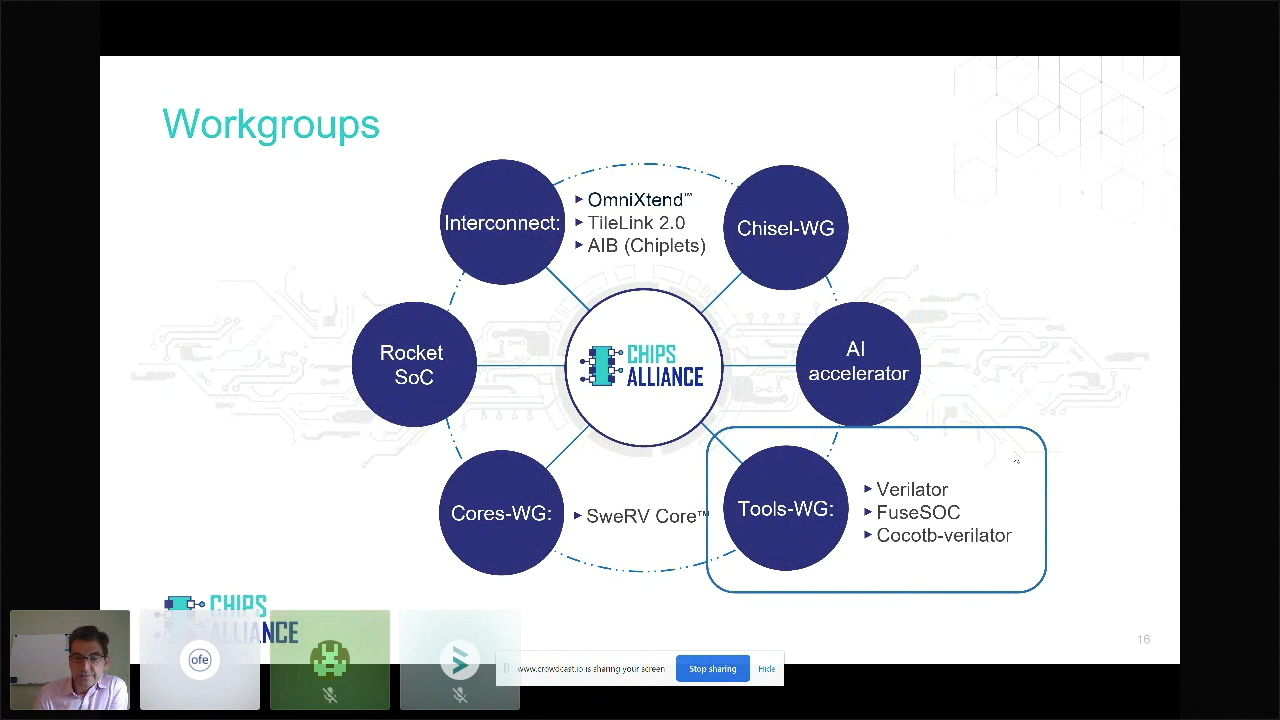 Workgroups
Interconnect:
▸ OmniXtend™
▸ TileLink 2.0
▸ AIB (Chiplets)
Chisel-WG
Rocket
SoC
CHIPS
ALLIANCE
AI
accelerator
Cores-WG:
▸ SweRV Core™
Tools-WG:
▸ Verilator
▸ FuseSOC
▸ Cocotb-verilator
CHIPS
ALLIANCE
16
ofe
www.crowdcast.io is sharing your screen.
Stop sharing
Hide